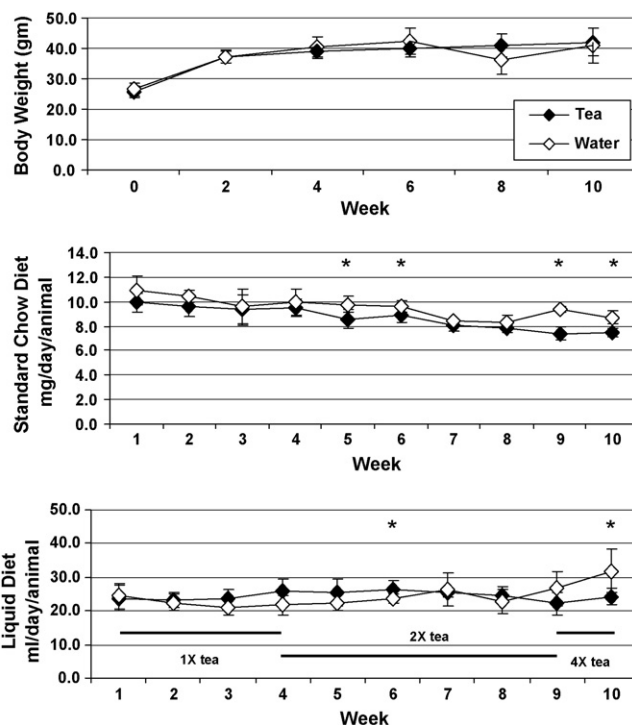 Body Weight (gm)
50.0
40.0
30.0
20.0
10.0
0.0
0 2 4 6 8 10
Week
Tea
Water
Standard Chow Diet
mg/day/animal
14.0
12.0
10.0
8.0
6.0
4.0
2.0
0.0
* * * *
1 2 3 4 5 6 7 8 9 10
Week
Liquid Diet
ml/day/animal
50.0
40.0
30.0
20.0
10.0
0.0
* *
1X tea
2X tea
4X tea
1 2 3 4 5 6 7 8 9 10
Week